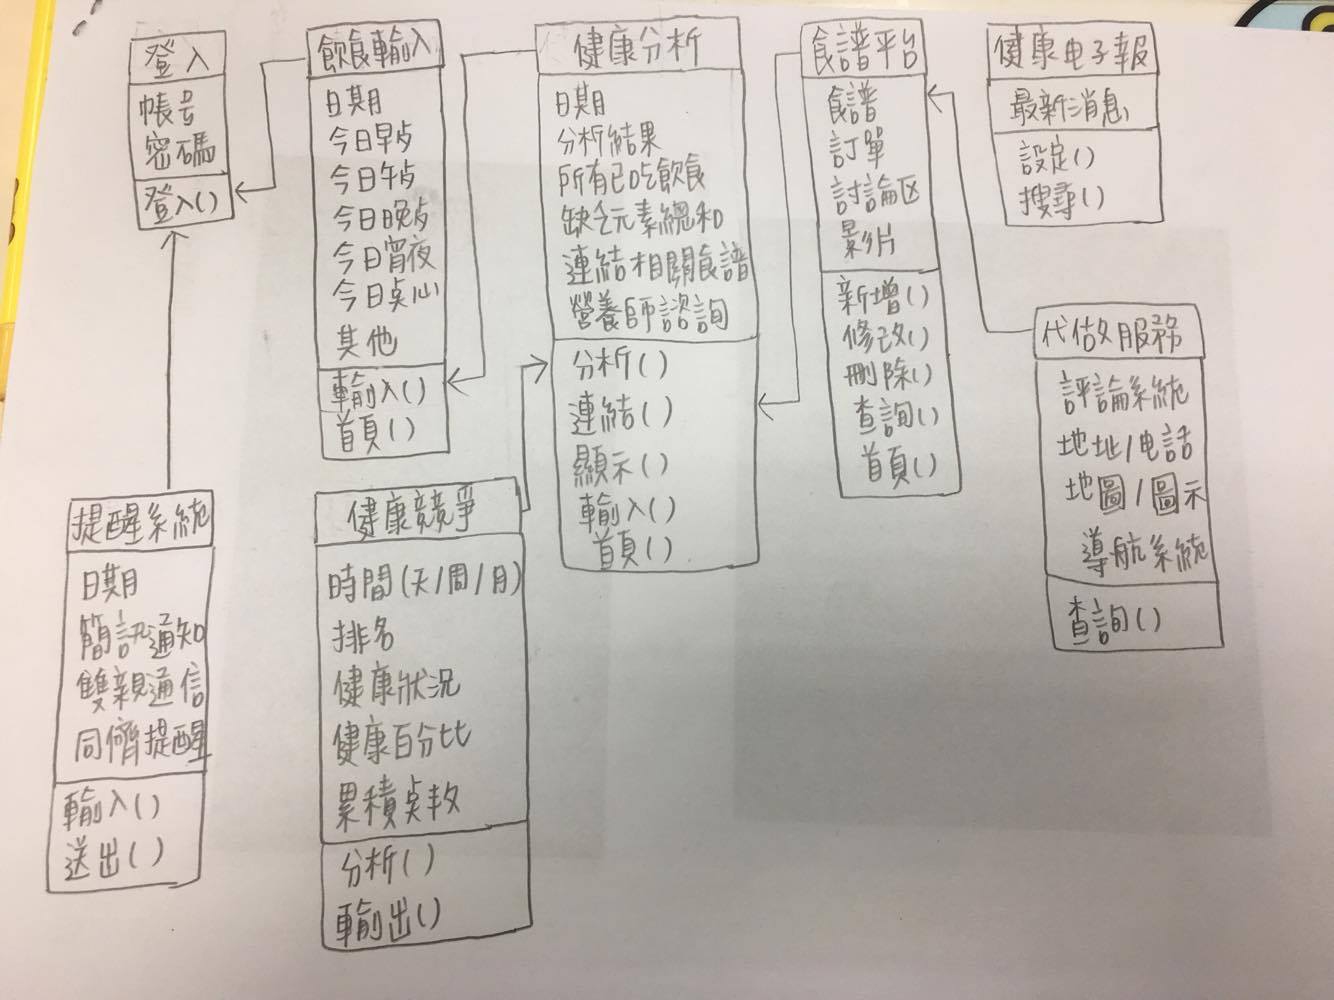 登入
帳号
密碼
登入()
飲食輸入
日期
今日早点
今日午点
今日晚点
今日宵夜
今日点心
其他
輸入()
首頁()
健康分析
日期
分析結果
所有已吃飲食
缺乏元素總和
連結相關食譜
營養師諮詢
分析()
連結()
顯示()
輸入()
首頁()
食譜平台
食譜
訂單
討論区
影片
新增()
修改()
刪除()
查詢()
首頁()
健康电子報
最新消息
設定()
搜尋()
代做服務
評論系統
地址/电話
地圖/圖示
導航系統
查詢()
提醒系統
日期
簡訊通知
雙親通信
同儕提醒
輸入()
送出()
健康競爭
時間(天/周/月)
排名
健康狀況
健康百分比
累積点数
分析()
輸出()